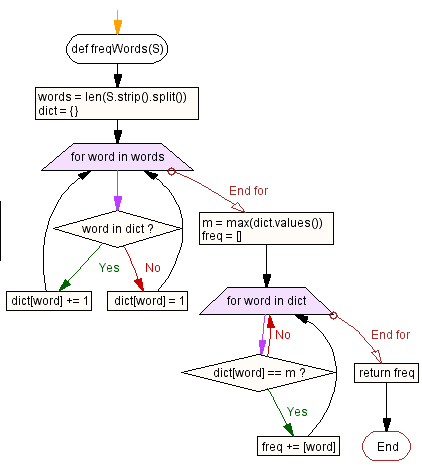 def freqWords(S)
words = len(S.strip().split())
dict = {}
for word in words
End for
word in dict ?
m = max(dict.values())
freq = []
Yes
No
dict[word] += 1
dict[word] = 1
for word in dict
No
End for
dict[word] == m ?
return freq
Yes
freq += [word]
End